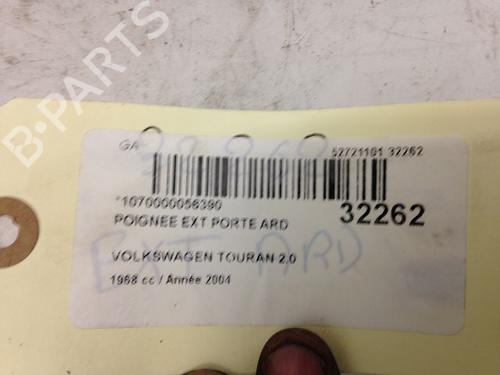 B-PARTS
GA
52721101 32262
*1070000056390
32262
POIGNEE EXT PORTE ARD
VOLKSWAGEN TOURAN 2,0
EXT ARD
1968 cc / Année 2004